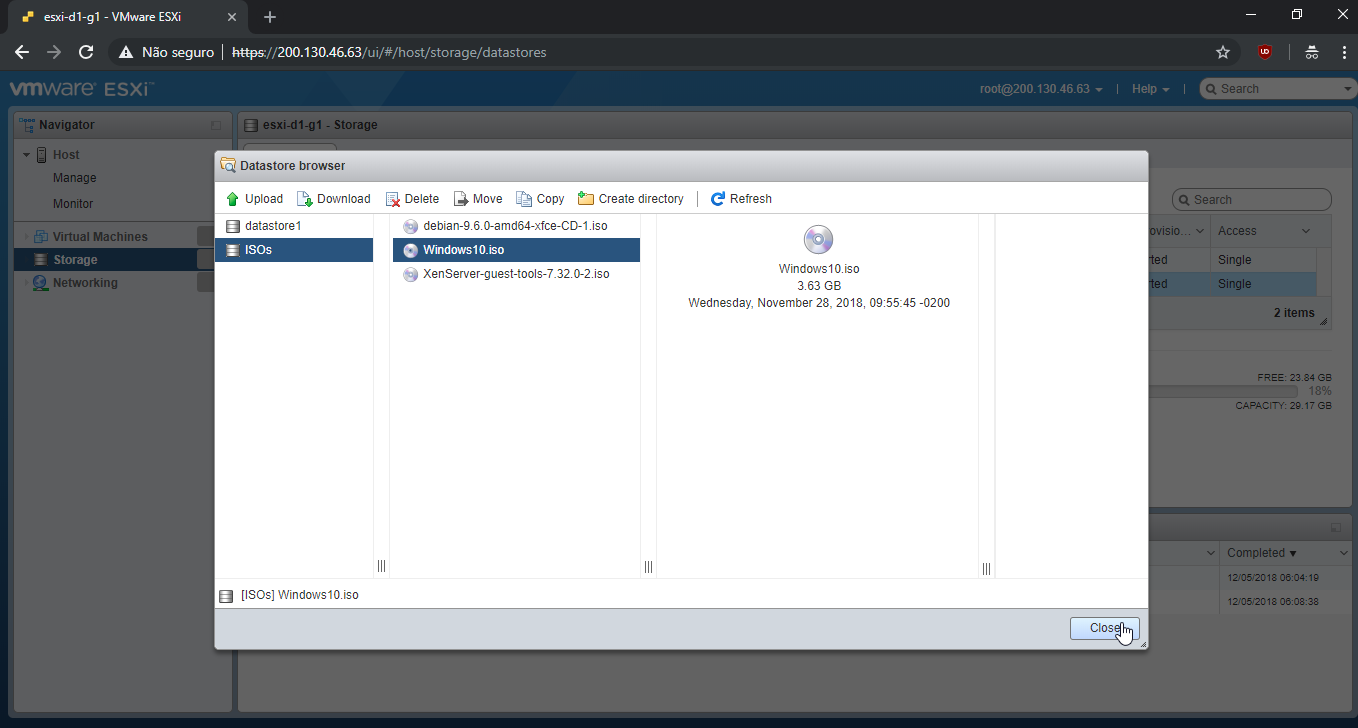 esxi-d1-g1 - VMware ESXi
Não seguro https://200.130.46.63/ui/#/host/storage/datastores
vmware ESXi™
root@200.130.46.63 Help Search
Navigator
esxi-d1-g1 - Storage
Host
Manage
Monitor
Virtual Machines
Storage
Networking
Datastore browser
Upload Download Delete Move Copy Create directory Refresh
datastore1
ISOs
debian-9.6.0-amd64-xfce-CD-1.iso
Windows10.iso
XenServer-guest-tools-7.32.0-2.iso
Windows10.iso
3.63 GB
Wednesday, November 28, 2018, 09:55:45 -0200
[ISOs] Windows10.iso
Close
Search
ovisio... Access
rted Single
rted Single
2 items
FREE: 23.84 GB
18%
CAPACITY: 29.17 GB
Completed ▼
12/05/2018 06:04:19
12/05/2018 06:08:38